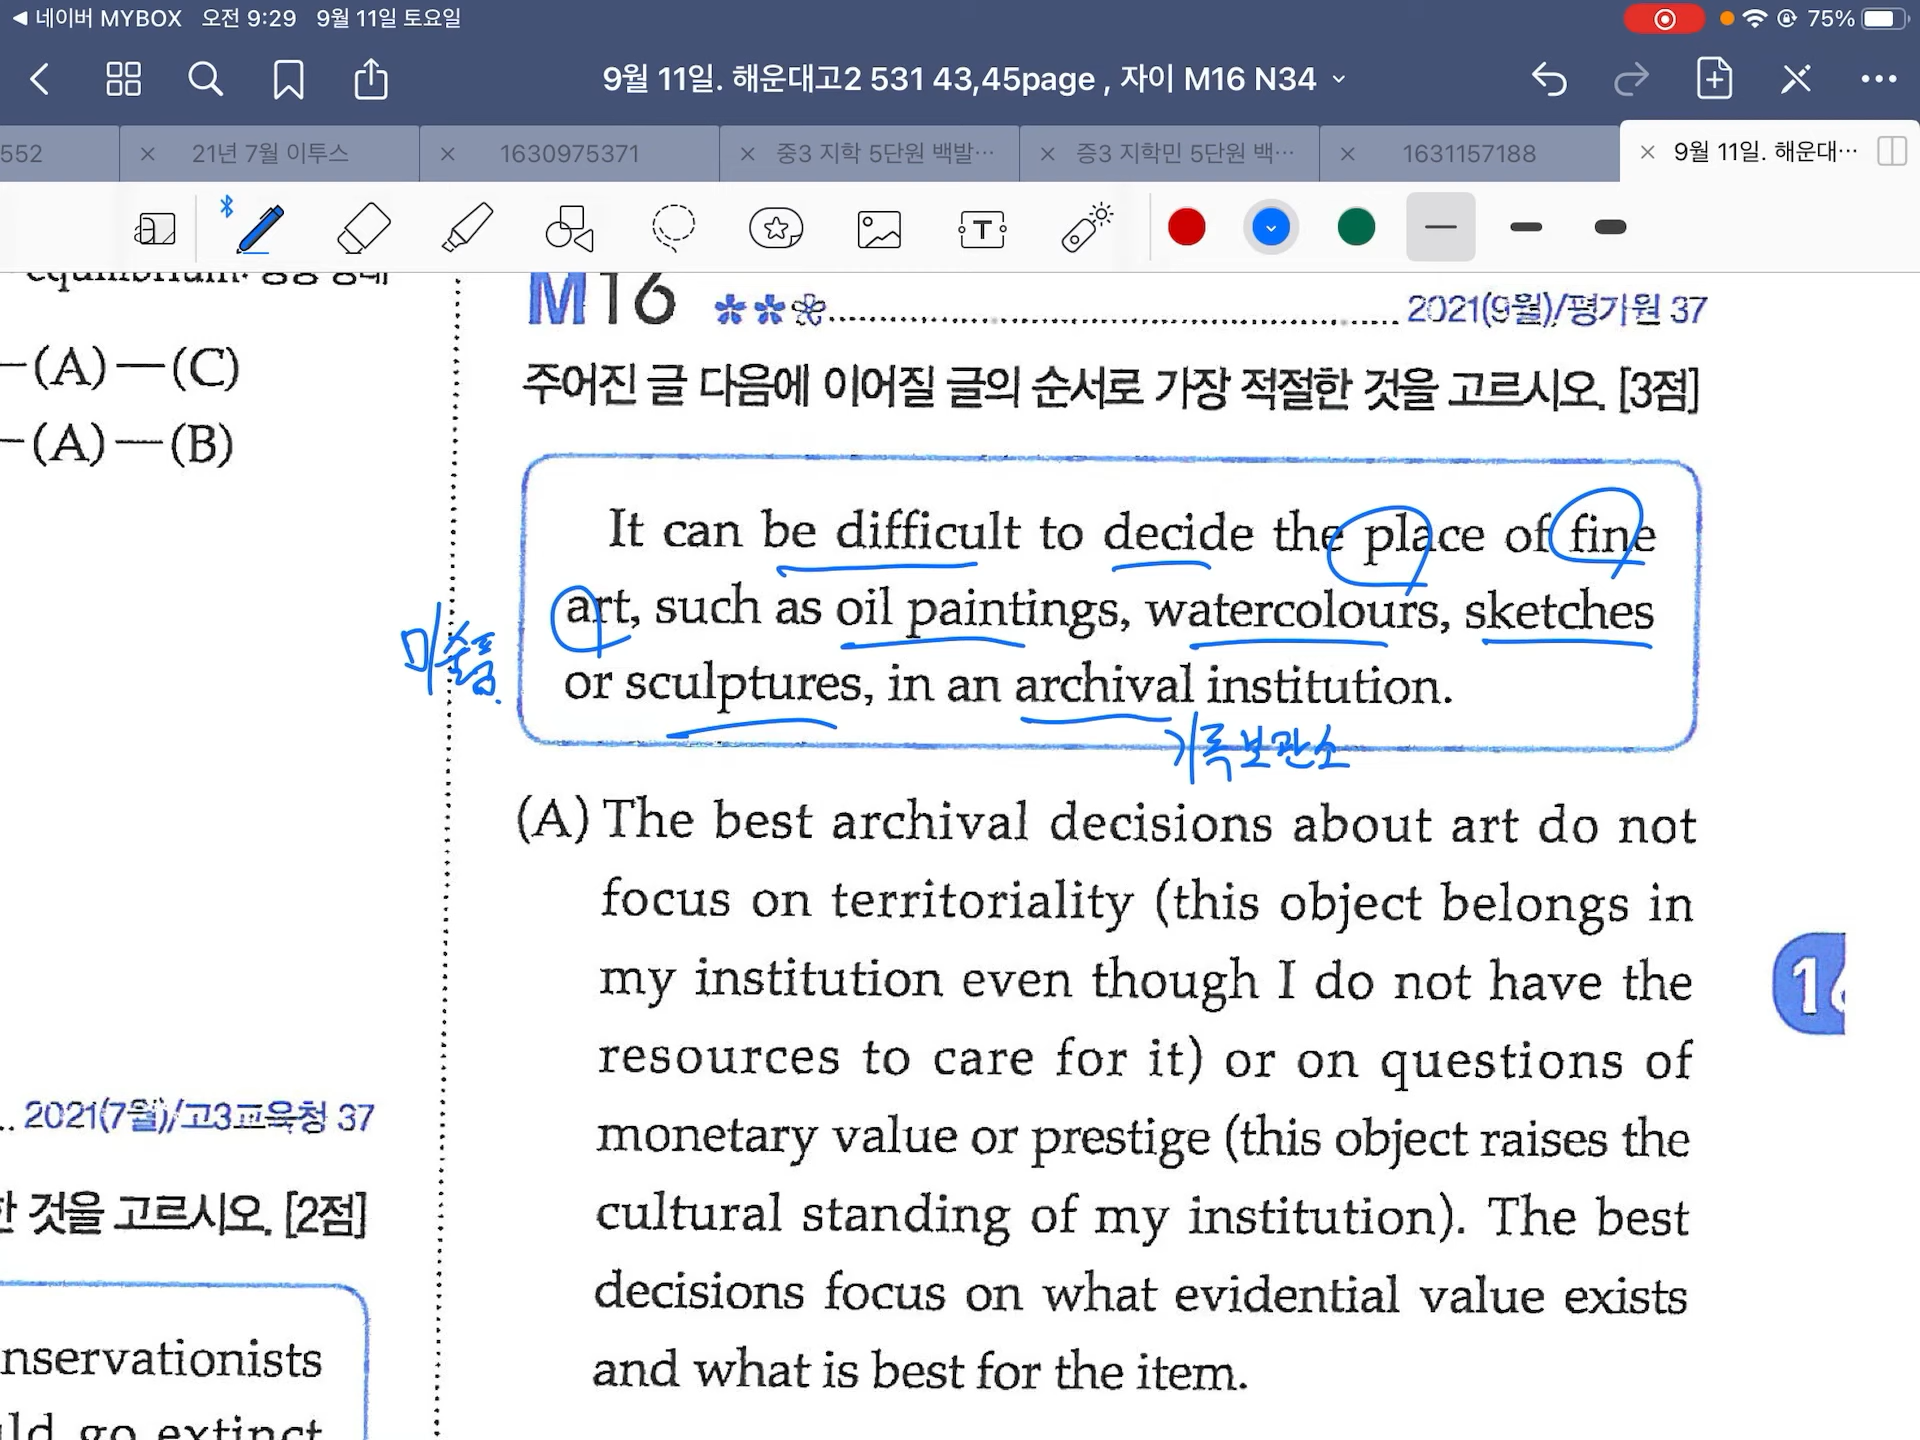 네이버 MYBOX 오전 9:29 9월 11일 토요일
75%
9월 11일. 해운대고2 531 43,45page , 자이 M16 N34
552
21년 7월 이투스
1630975371
중3 지학 5단원 백발…
증3 지학민 5단원 백…
1631157188
9월 11일. 해운대…
—(A)—(C)
—(A)—(B)
2021(7월)/고3교육청 37
한 것을 고르시오. [2점]
nservationists
go extinct
M16
2021(9월)/평가원 37
주어진 글 다음에 이어질 글의 순서로 가장 적절한 것을 고르시오. [3점]
It can be difficult to decide the place of fine
art, such as oil paintings, watercolours, sketches
미술품.
or sculptures, in an archival institution.
기록보관소
(A) The best archival decisions about art do not
focus on territoriality (this object belongs in
my institution even though I do not have the
resources to care for it) or on questions of
monetary value or prestige (this object raises the
cultural standing of my institution). The best
decisions focus on what evidential value exists
and what is best for the item.